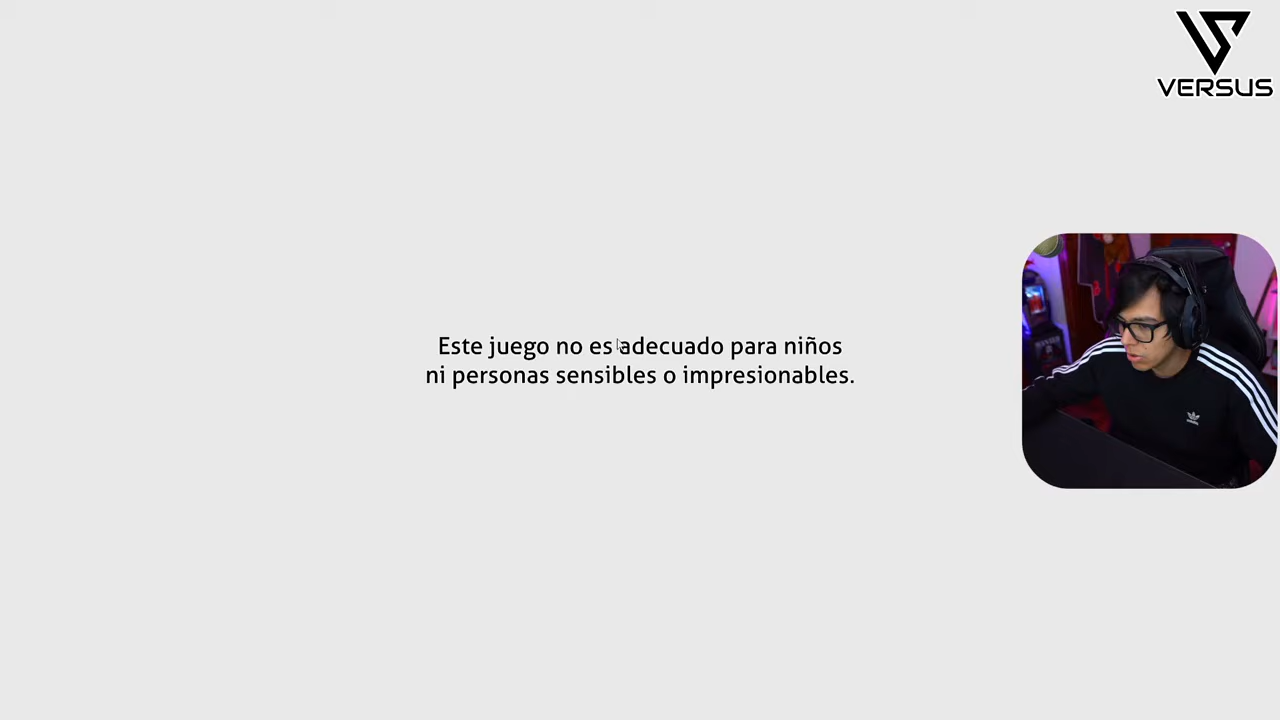 VERSUS
Este juego no es adecuado para niños
ni personas sensibles o impresionables.